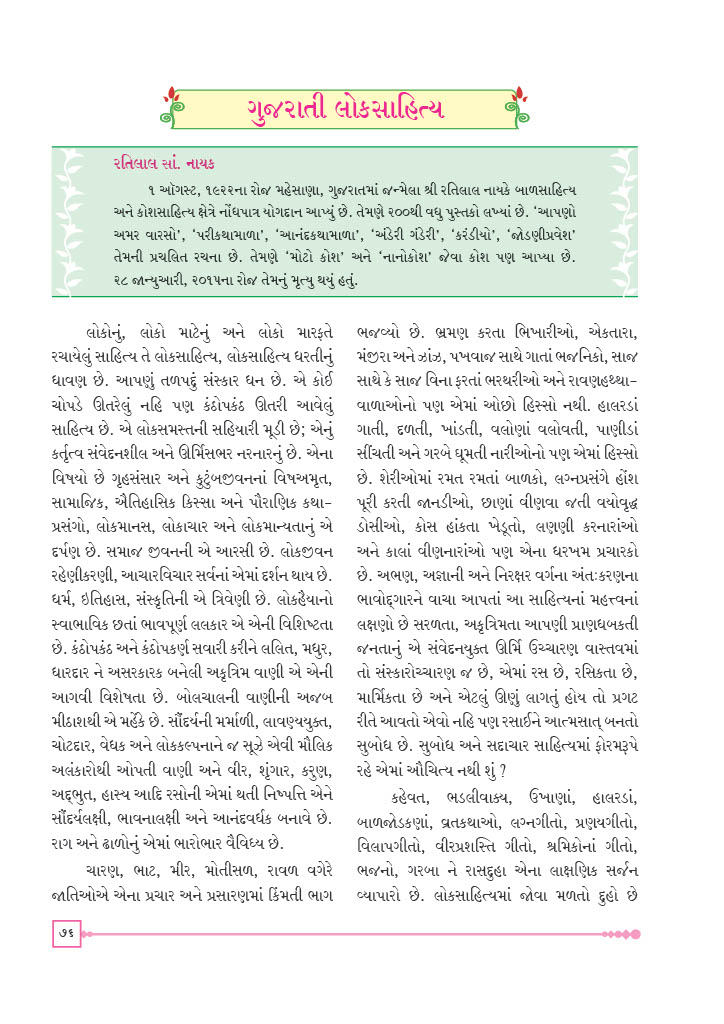 ગુજરાતી લોકસાહિત્ય
રતિલાલ સાં. નાયક
૧ ઑગસ્ટ, ૧૯૨૨ના રોજ મહેસાણા, ગુજરાતમાં જન્મેલા શ્રી રતિલાલ નાયકે બાળસાહિત્ય
અને કોશસાહિત્ય ક્ષેત્રે નોંધપાત્ર યોગદાન આપ્યું છે. તેમણે ૨૦૦થી વધુ પુસ્તકો લખ્યાં છે. ‘આપણો
અમર વારસો’, ‘પરીકથામાળા’, ‘આનંદકથામાળા’, ‘અંડેરી ગંડેરી’, ‘કરંડીયો’, ‘જોડણીપ્રવેશ’
તેમની પ્રચલિત રચના છે. તેમણે ‘મોટો કોશ’ અને ‘નાનોકોશ’ જેવા કોશ પણ આપ્યા છે.
૨૮ જાન્યુઆરી, ૨૦૧૫ના રોજ તેમનું મૃત્યુ થયું હતું.
લોકોનું, લોકો માટેનું અને લોકો મારફતે
રચાયેલું સાહિત્ય તે લોકસાહિત્ય, લોકસાહિત્ય ધરતીનું
ધાવણ છે. આપણું તળપદું સંસ્કાર ધન છે. એ કોઈ
ચોપડે ઊતરેલું નહિ પણ કંઠોપકંઠ ઊતરી આવેલું
સાહિત્ય છે. એ લોકસમસ્તની સહિયારી મૂડી છે; એનું
કર્તૃત્વ સંવેદનશીલ અને ઊર્મિસભર નરનારનું છે. એના
વિષયો છે ગૃહસંસાર અને કુટુંબજીવનનાં વિષઅમૃત,
સામાજિક, ઐતિહાસિક કિસ્સા અને પૌરાણિક કથા-
પ્રસંગો, લોકમાનસ, લોકાચાર અને લોકમાન્યતાનું એ
દર્પણ છે. સમાજ જીવનની એ આરસી છે. લોકજીવન
રહેણીકરણી, આચારવિચાર સર્વનાં એમાં દર્શન થાય છે.
ધર્મ, ઇતિહાસ, સંસ્કૃતિની એ ત્રિવેણી છે. લોકહૈયાનો
સ્વાભાવિક છતાં ભાવપૂર્ણ લલકાર એ એની વિશિષ્ટતા
છે. કંઠોપકંઠ અને કંઠોપકર્ણ સવારી કરીને લલિત, મધુર,
ધારદાર ને અસરકારક બનેલી અકૃત્રિમ વાણી એ એની
આગવી વિશેષતા છે. બોલચાલની વાણીની અજબ
મીઠાશથી એ મહેંકે છે. સૌંદર્યની મર્માળી, લાવણ્યયુક્ત,
ચોટદાર, વેધક અને લોકકલ્પનાને જ સૂઝે એવી મૌલિક
અલંકારોથી ઓપતી વાણી અને વીર, શૃંગાર, કરુણ,
અદ્ભુત, હાસ્ય આદિ રસોની એમાં થતી નિષ્પત્તિ એને
સૌંદર્યલક્ષી, ભાવનાલક્ષી અને આનંદવર્ધક બનાવે છે.
રાગ અને ઢાળોનું એમાં ભારોભાર વૈવિધ્ય છે.
ચારણ, ભાટ, મીર, મોતીસળ, રાવળ વગેરે
જાતિઓએ એના પ્રચાર અને પ્રસારણમાં કિંમતી ભાગ
ભજવ્યો છે. ભ્રમણ કરતા ભિખારીઓ, એકતારા,
મંજીરા અને ઝાંઝ, પખવાજ સાથે ગાતાં ભજનિકો, સાજ
સાથે કે સાજ વિના ફરતાં ભરથરીઓ અને રાવણહથ્થા-
વાળાઓનો પણ એમાં ઓછો હિસ્સો નથી. હાલરડાં
ગાતી, દળતી, ખાંડતી, વલોણાં વલોવતી, પાણીડાં
સીંચતી અને ગરબે ઘૂમતી નારીઓનો પણ એમાં હિસ્સો
છે. શેરીઓમાં રમત રમતાં બાળકો, લગ્નપ્રસંગે હોંશ
પૂરી કરતી જાનડીઓ, છાણાં વીણવા જતી વયોવૃદ્ધ
ડોસીઓ, કોસ હાંકતા ખેડૂતો, લણણી કરનારાંઓ
અને કાલાં વીણનારાંઓ પણ એના ધરખમ પ્રચારકો
છે. અભણ, અજ્ઞાની અને નિરક્ષર વર્ગના અંતઃકરણના
ભાવોદ્ગારને વાચા આપતાં આ સાહિત્યનાં મહત્ત્વનાં
લક્ષણો છે સરળતા, અકૃત્રિમતા આપણી પ્રાણધબકતી
જનતાનું એ સંવેદનયુક્ત ઊર્મિ ઉચ્ચારણ વાસ્તવમાં
તો સંસ્કારોચ્ચારણ જ છે, એમાં રસ છે, રસિકતા છે,
માર્મિકતા છે અને એટલું ઊણું લાગતું હોય તો પ્રગટ
રીતે આવતો એવો નહિ પણ રસાઈને આત્મસાત્ બનતો
સુબોધ છે. સુબોધ અને સદાચાર સાહિત્યમાં ફોરમરૂપે
રહે એમાં ઔચિત્ય નથી શું ?
કહેવત, ભડલીવાક્ય, ઉખાણાં, હાલરડાં,
બાળજોડકણાં, વ્રતકથાઓ, લગ્નગીતો, પ્રણયગીતો,
વિલાપગીતો, વીરપ્રશસ્તિ ગીતો, શ્રમિકોનાં ગીતો,
ભજનો, ગરબા ને રાસદુહા એના લાક્ષણિક સર્જન
વ્યાપારો છે. લોકસાહિત્યમાં જોવા મળતો દુહો છે
૭૬